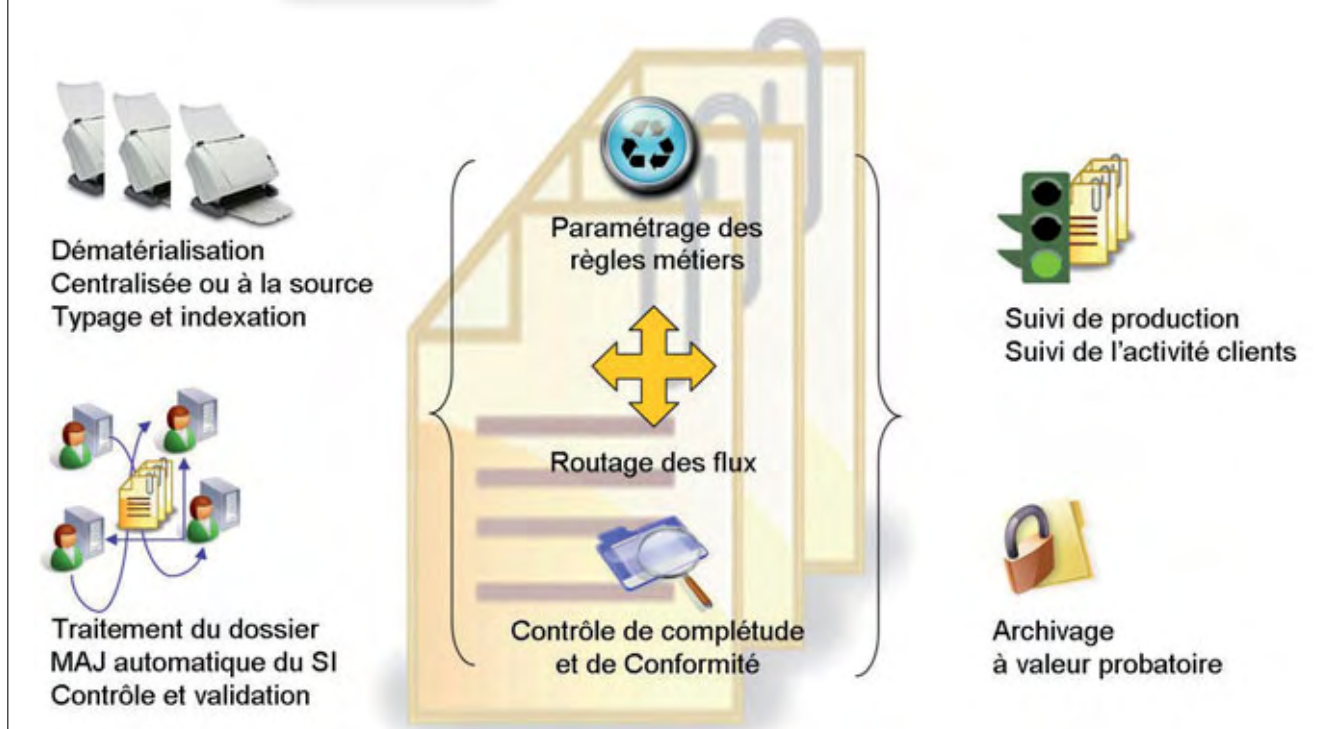 Dématérialisation
Centralisée ou à la source
Typage et indexation
Traitement du dossier
MAJ automatique du SI
Contrôle et validation
Paramétrage des
règles métiers
Routage des flux
Contrôle de complétude
et de Conformité
Suivi de production
Suivi de l'activité clients
Archivage
à valeur probatoire